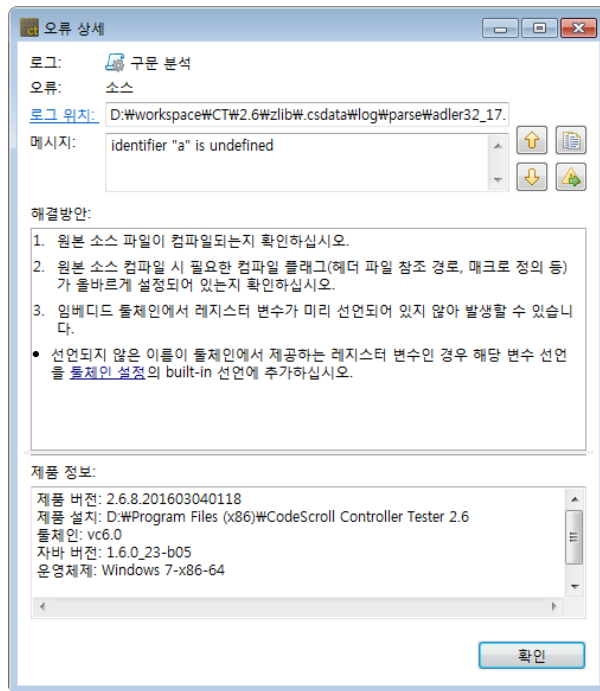 ct 오류 상세
로그: 구문 분석
오류: 소스
로그 위치: D:₩workspace₩CT₩2.6₩zlib₩.csdata₩log₩parse₩adler32_17.
메시지: identifier "a" is undefined
해결방안:
1. 원본 소스 파일이 컴파일되는지 확인하십시오.
2. 원본 소스 컴파일 시 필요한 컴파일 플래그(헤더 파일 참조 경로, 매크로 정의 등)
가 올바르게 설정되어 있는지 확인하십시오.
3. 임베디드 툴체인에서 레지스터 변수가 미리 선언되어 있지 않아 발생할 수 있습니
다.
• 선언되지 않은 이름이 툴체인에서 제공하는 레지스터 변수인 경우 해당 변수 선언
을 툴체인 설정의 built-in 선언에 추가하십시오.
제품 정보:
제품 버전: 2.6.8.201603040118
제품 설치: D:₩Program Files (x86)₩CodeScroll Controller Tester 2.6
툴체인: vc6.0
자바 버전: 1.6.0_23-b05
운영체제: Windows 7-x86-64
확인